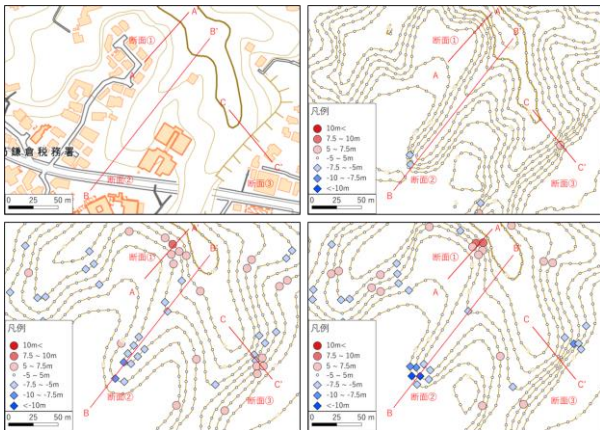 A'
断面①
B'
A
C
鎌倉税務署
断面②
断面③
B
C'
0 25 50 m
A'
断面①
B'
A
C
凡例
10m<
7.5 ~ 10m
5 ~ 7.5m
-5 ~ 5m
-7.5 ~ -5m
-10 ~ -7.5m
<-10m
断面②
断面③
B
C'
0 25 50 m
A'
断面①
B'
A
C
凡例
10m<
7.5 ~ 10m
5 ~ 7.5m
-5 ~ 5m
-7.5 ~ -5m
-10 ~ -7.5m
<-10m
断面②
断面③
B
C'
0 25 50 m
A'
断面①
B'
A
C
凡例
10m<
7.5 ~ 10m
5 ~ 7.5m
-5 ~ 5m
-7.5 ~ -5m
-10 ~ -7.5m
<-10m
断面②
断面③
B
C'
0 25 50 m